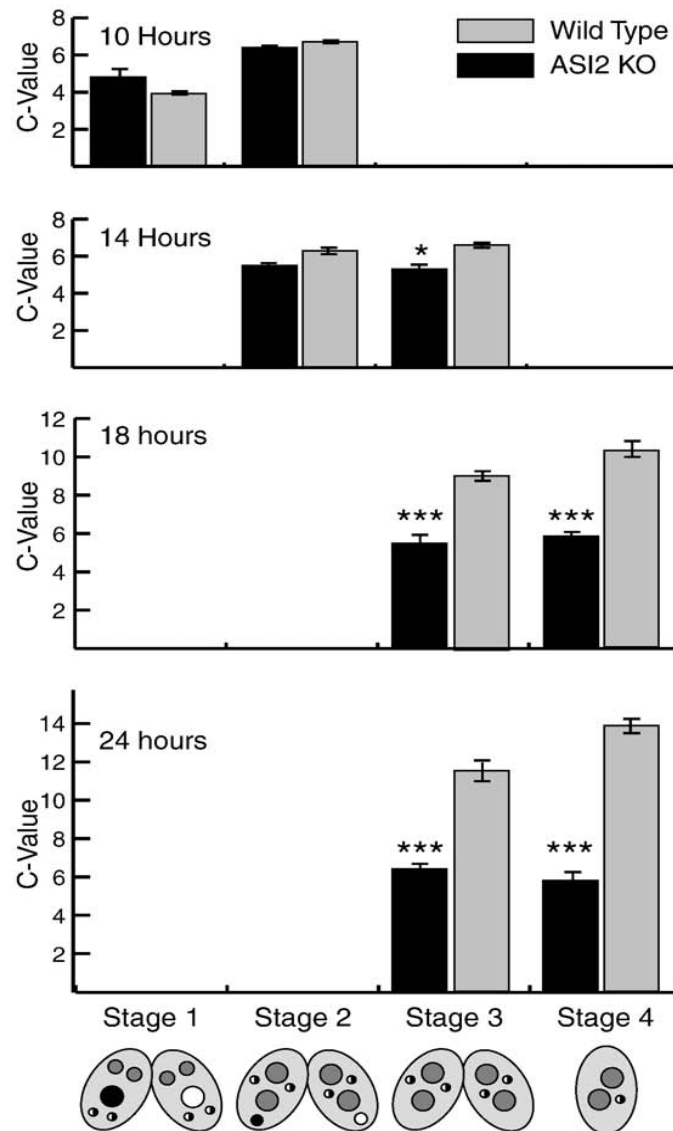 10 Hours
Wild Type
ASI2 KO
C-Value
8
6
4
2
14 Hours
C-Value
8
6
4
2
*
18 hours
C-Value
12
10
8
6
4
2
***
***
24 hours
C-Value
14
12
10
8
6
4
2
***
***
Stage 1 Stage 2 Stage 3 Stage 4